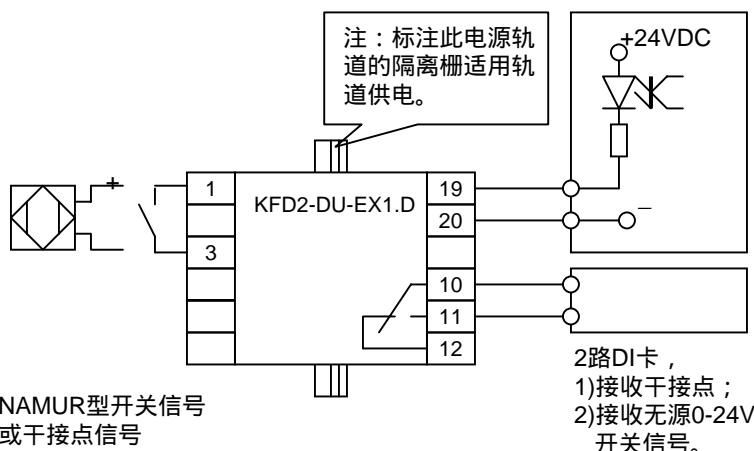 注：标注此电源轨
道的隔离栅适用轨
道供电。
+24VDC
+
1
3
KFD2-DU-EX1.D
19
20
10
11
12
NAMUR型开关信号
或干接点信号
2路DI卡，
1)接收干接点；
2)接收无源0-24V
开关信号。